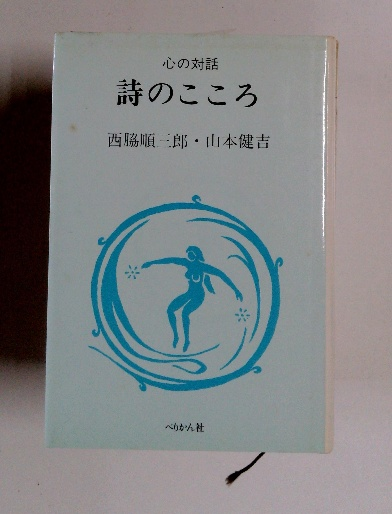 心の対話
詩のこころ
西脇順三郎・山本健吉
ぺりかん社